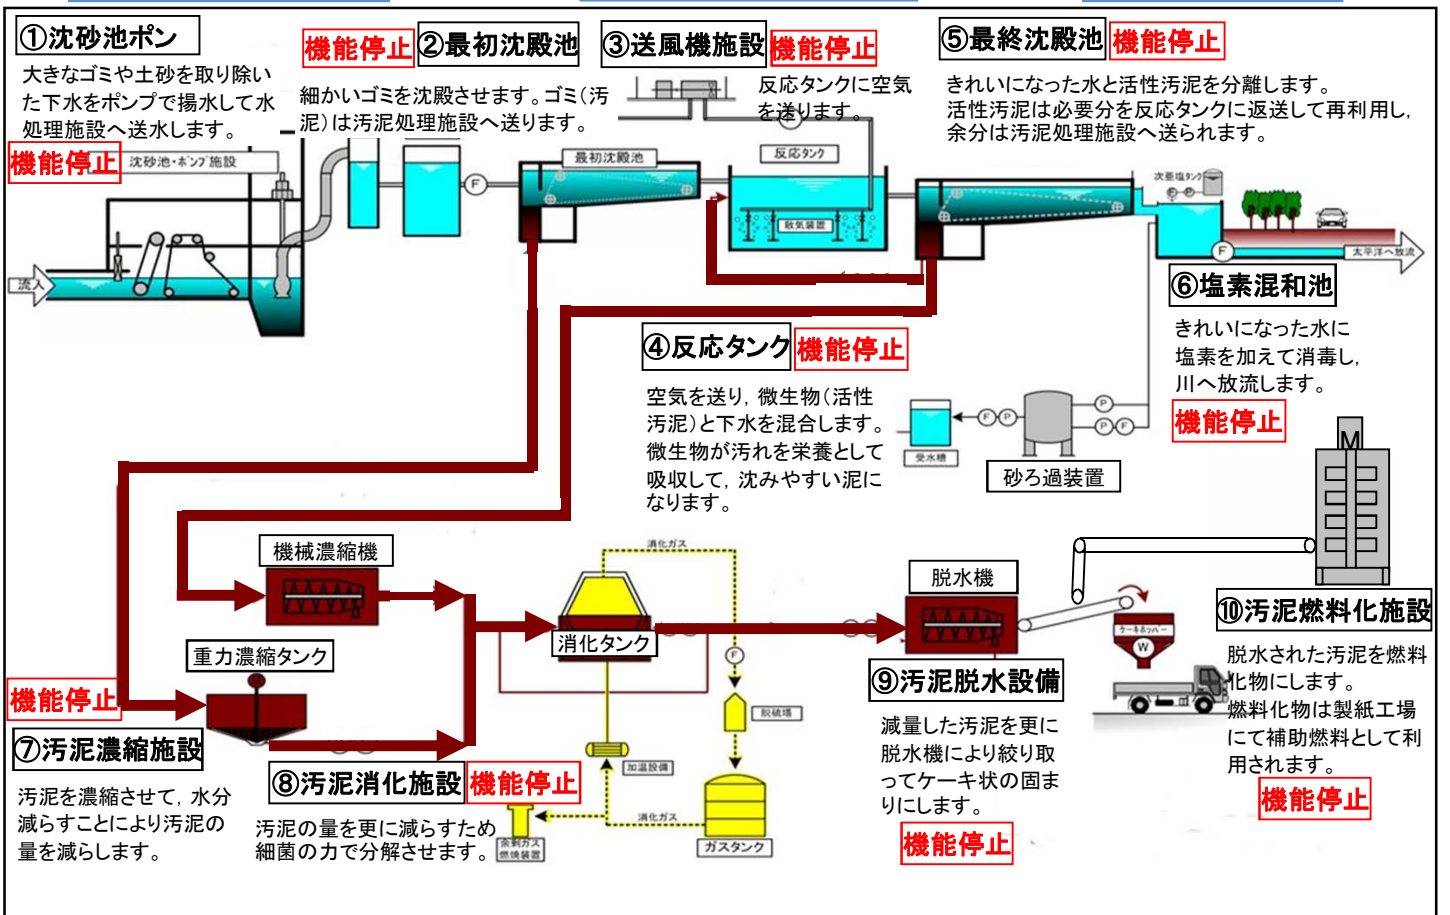 ①沈砂池ポン
大きなゴミや土砂を取り除い
た下水をポンプで揚水して水
処理施設へ送水します。
機能停止
沈砂池・ポンプ施設
流入
機能停止
②最初沈殿池
細かいゴミを沈殿させます。ゴミ(汚
泥)は汚泥処理施設へ送ります。
F
最初沈殿池
③送風機施設
機能停止
反応タンクに空気
を送ります。
F
反応タンク
散気装置
⑤最終沈殿池
機能停止
きれいになった水と活性汚泥を分離します。
活性汚泥は必要分を反応タンクに返送して再利用し,
余分は汚泥処理施設へ送られます。
次亜塩タンク
F
P
F
太平洋へ放流
⑥塩素混和池
きれいになった水に
塩素を加えて消毒し,
川へ放流します。
機能停止
④反応タンク
機能停止
空気を送り, 微生物(活性
汚泥)と下水を混合します。
微生物が汚れを栄養として
吸収して, 沈みやすい泥に
なります。
受水槽
F
P
P
P
F
砂ろ過装置
M
機械濃縮機
重力濃縮タンク
機能停止
⑦汚泥濃縮施設
汚泥を濃縮させて, 水分
減らすことにより汚泥の
量を減らします。
消化ガス
消化タンク
F
脱硫塔
加温設備
消化ガス
ガスタンク
余剰ガス
燃焼装置
⑧汚泥消化施設
機能停止
汚泥の量を更に減らすため
細菌の力で分解させます。
脱水機
ケーキホッパー
W
⑨汚泥脱水設備
減量した汚泥を更に
脱水機により絞り取
ってケーキ状の固ま
りにします。
機能停止
⑩汚泥燃料化施設
脱水された汚泥を燃料
化物にします。
燃料化物は製紙工場
にて補助燃料として利
用されます。
機能停止